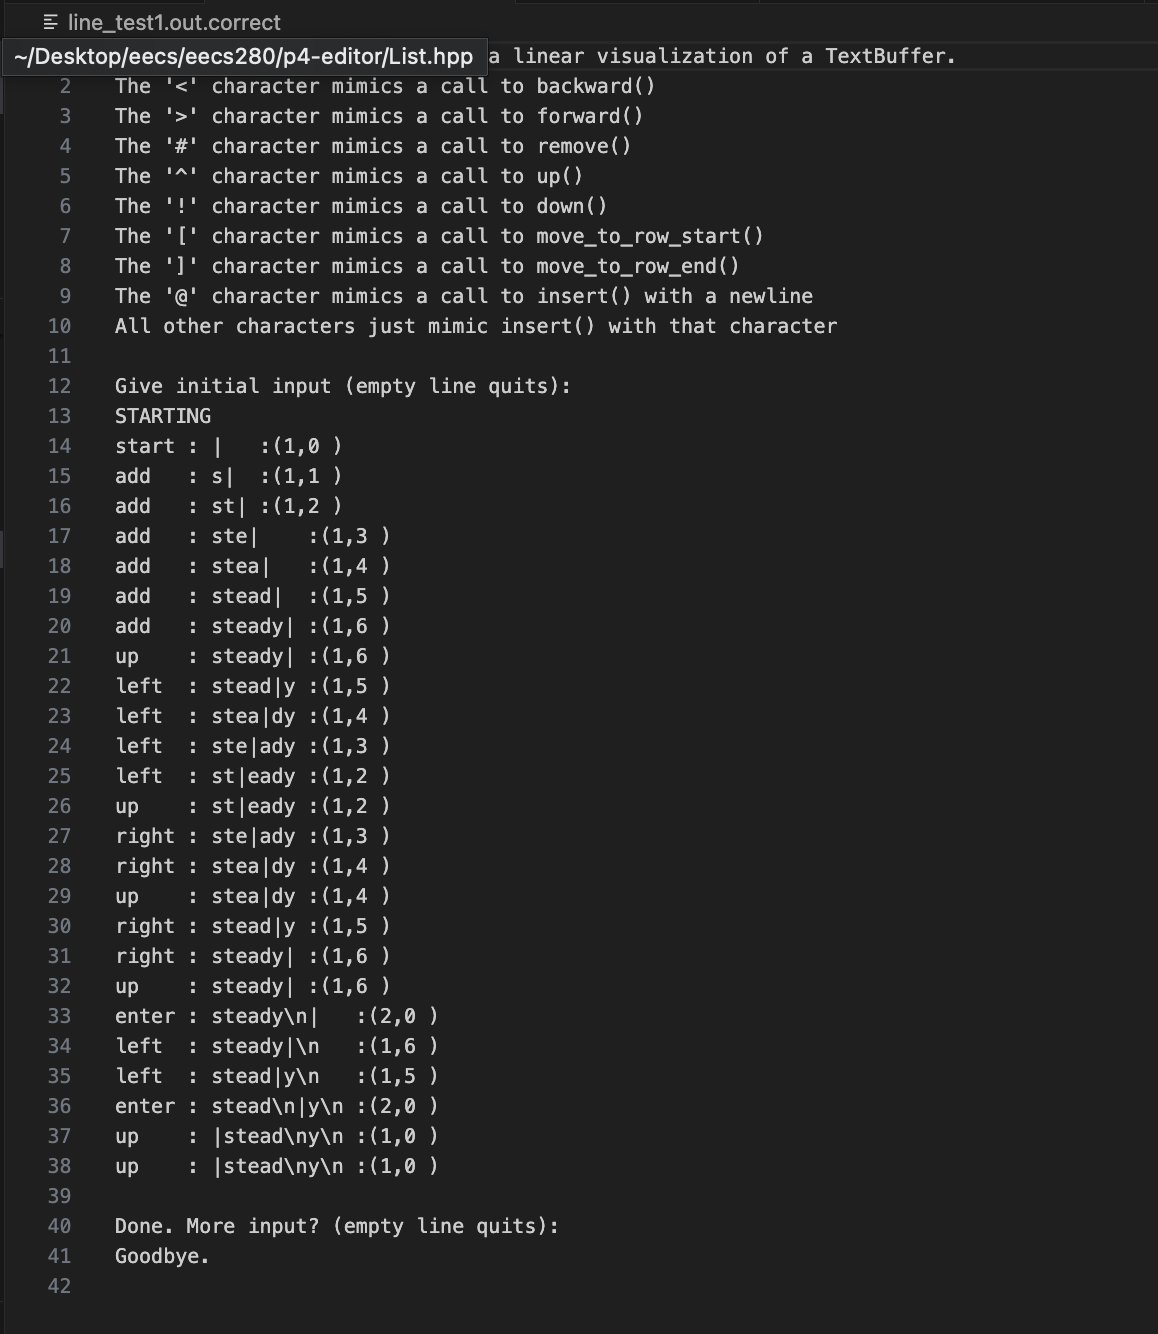 line_test1.out.correct
~/Desktop/eecs/eecs280/p4-editor/List.hpp a linear visualization of a TextBuffer.
2 The '<' character mimics a call to backward()
3 The '>' character mimics a call to forward()
4 The '#' character mimics a call to remove()
5 The '^' character mimics a call to up()
6 The '!' character mimics a call to down()
7 The '[' character mimics a call to move_to_row_start()
8 The ']' character mimics a call to move_to_row_end()
9 The '@' character mimics a call to insert() with a newline
10 All other characters just mimic insert() with that character
11
12 Give initial input (empty line quits):
13 STARTING
14 start : |   :(1,0 )
15 add   : s|  :(1,1 )
16 add   : st| :(1,2 )
17 add   : ste|    :(1,3 )
18 add   : stea|   :(1,4 )
19 add   : stead|  :(1,5 )
20 add   : steady| :(1,6 )
21 up    : steady| :(1,6 )
22 left  : stead|y :(1,5 )
23 left  : stea|dy :(1,4 )
24 left  : ste|ady :(1,3 )
25 left  : st|eady :(1,2 )
26 up    : st|eady :(1,2 )
27 right : ste|ady :(1,3 )
28 right : stea|dy :(1,4 )
29 up    : stea|dy :(1,4 )
30 right : stead|y :(1,5 )
31 right : steady| :(1,6 )
32 up    : steady| :(1,6 )
33 enter : steady\n|   :(2,0 )
34 left  : steady|\n   :(1,6 )
35 left  : stead|y\n   :(1,5 )
36 enter : stead\n|y\n :(2,0 )
37 up    : |stead\ny\n :(1,0 )
38 up    : |stead\ny\n :(1,0 )
39
40 Done. More input? (empty line quits):
41 Goodbye.
42